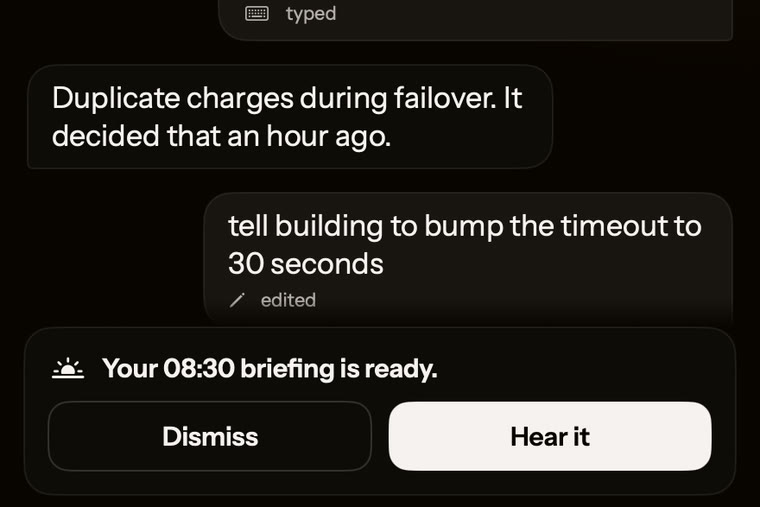 typed
Duplicate charges during failover. It
decided that an hour ago.
tell building to bump the timeout to
30 seconds
edited
Your 08:30 briefing is ready.
Dismiss
Hear it